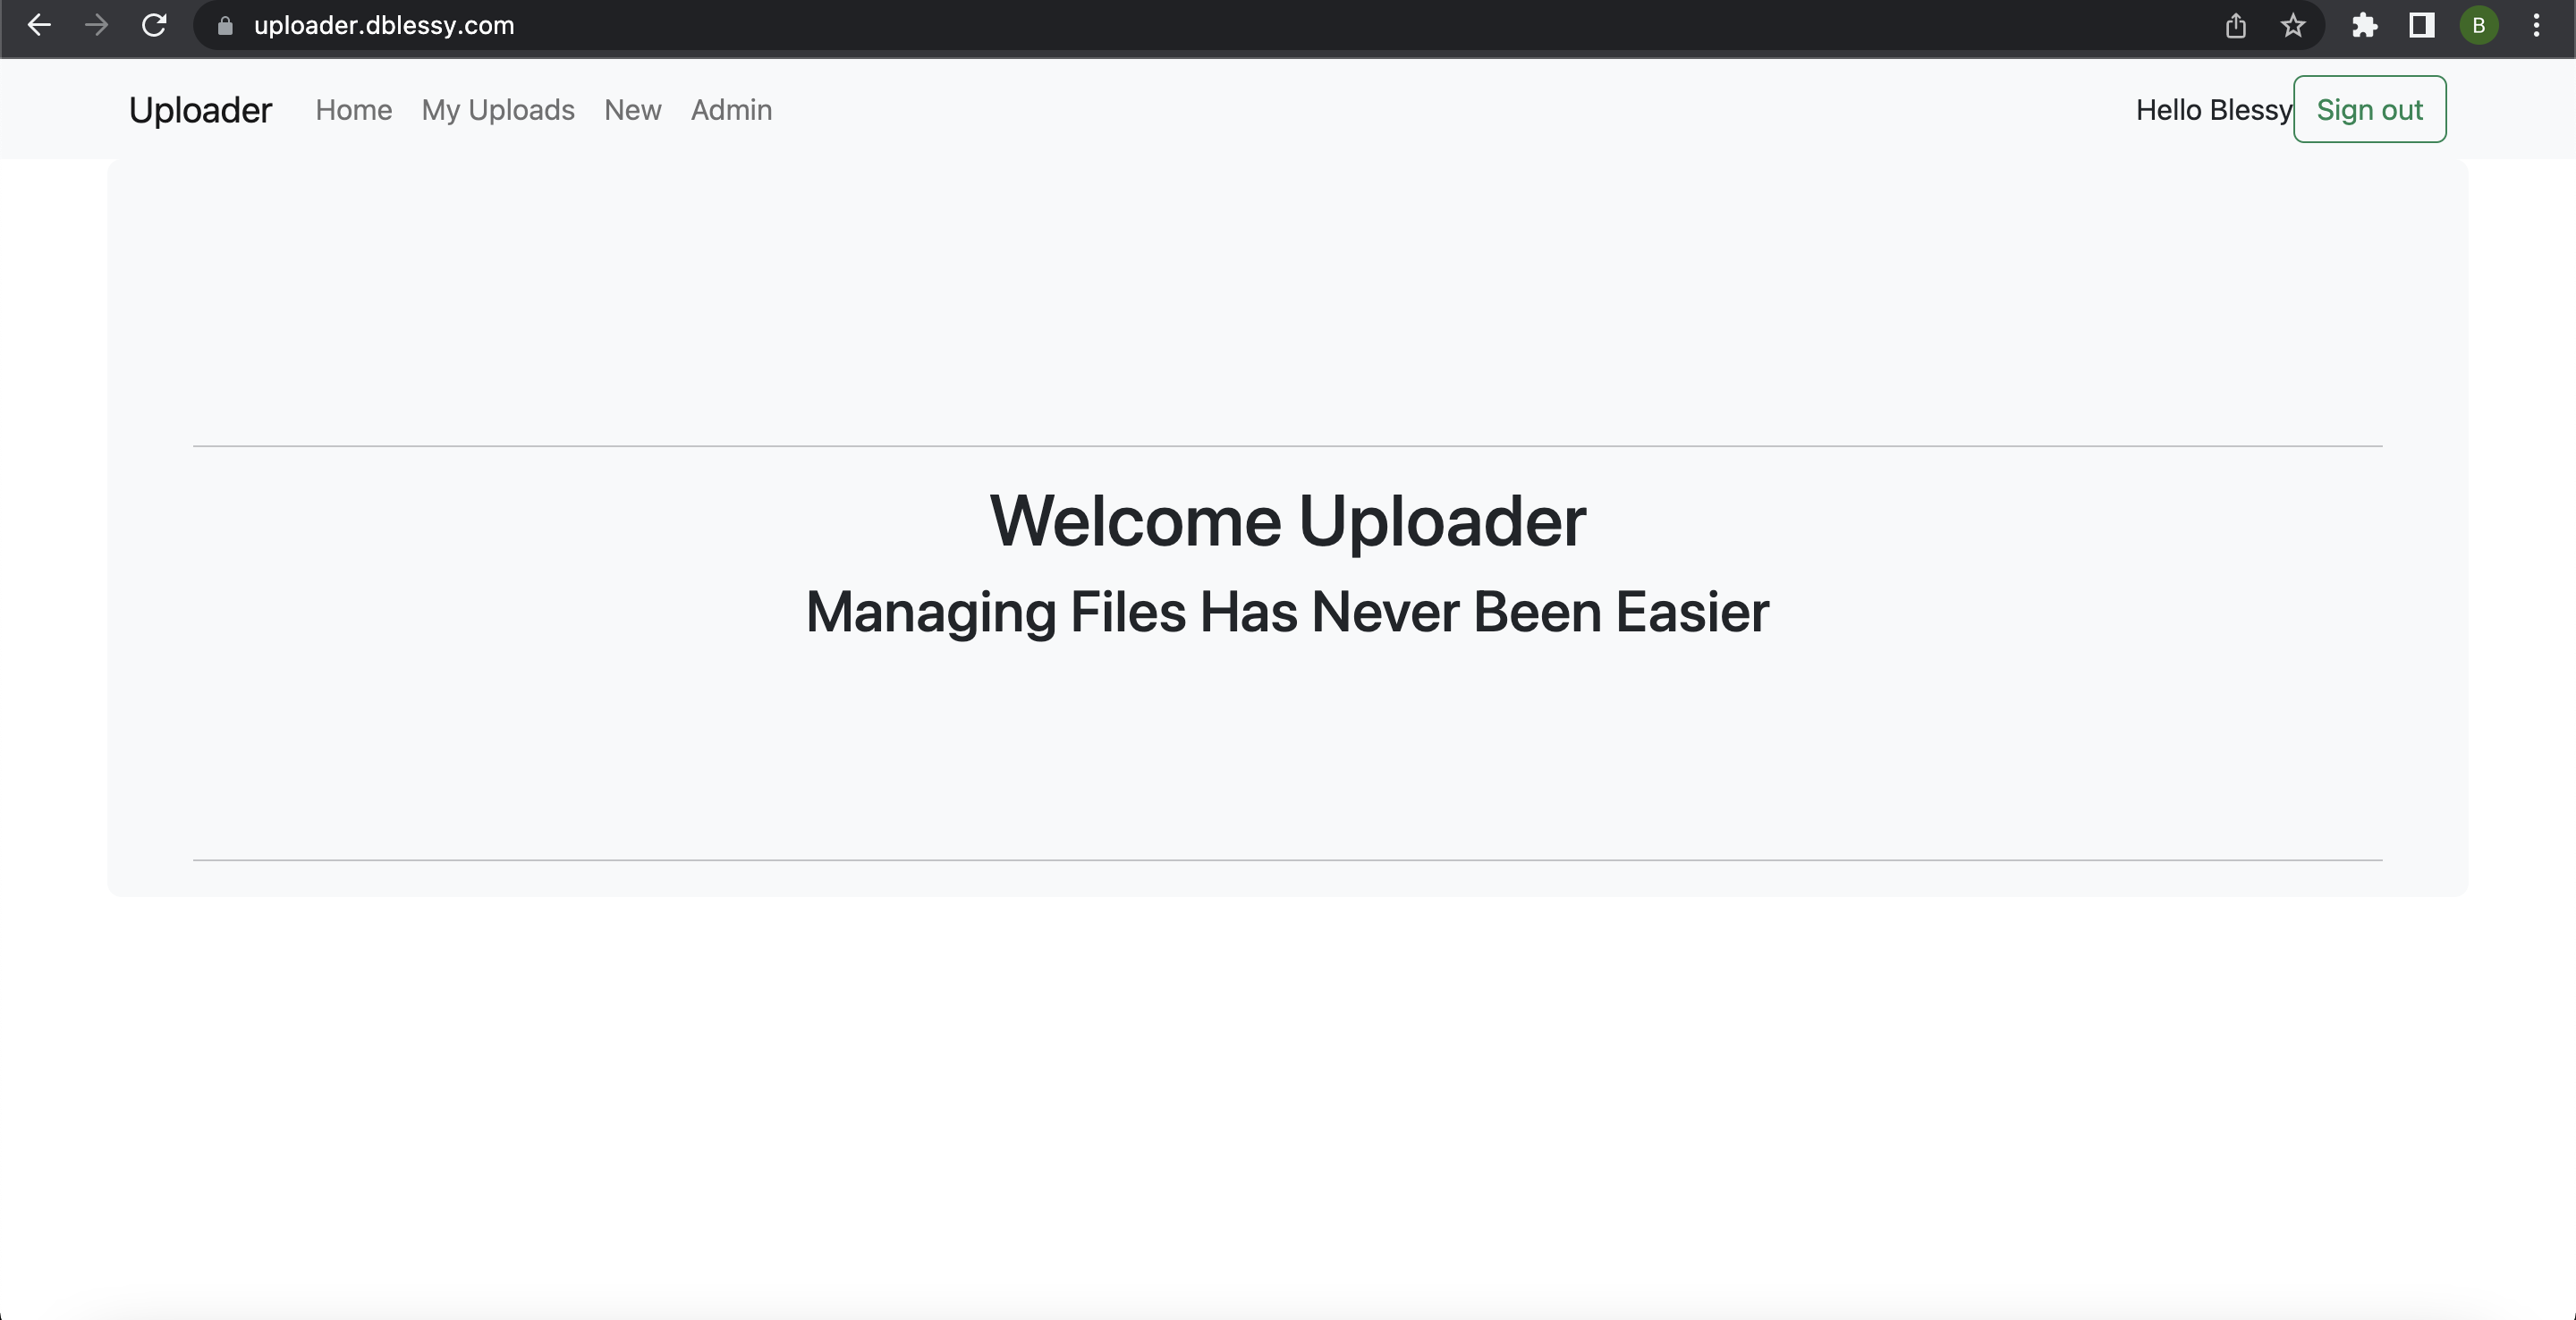 uploader.dblessy.com
B
Uploader Home My Uploads New Admin Hello Blessy Sign out
Welcome Uploader
Managing Files Has Never Been Easier